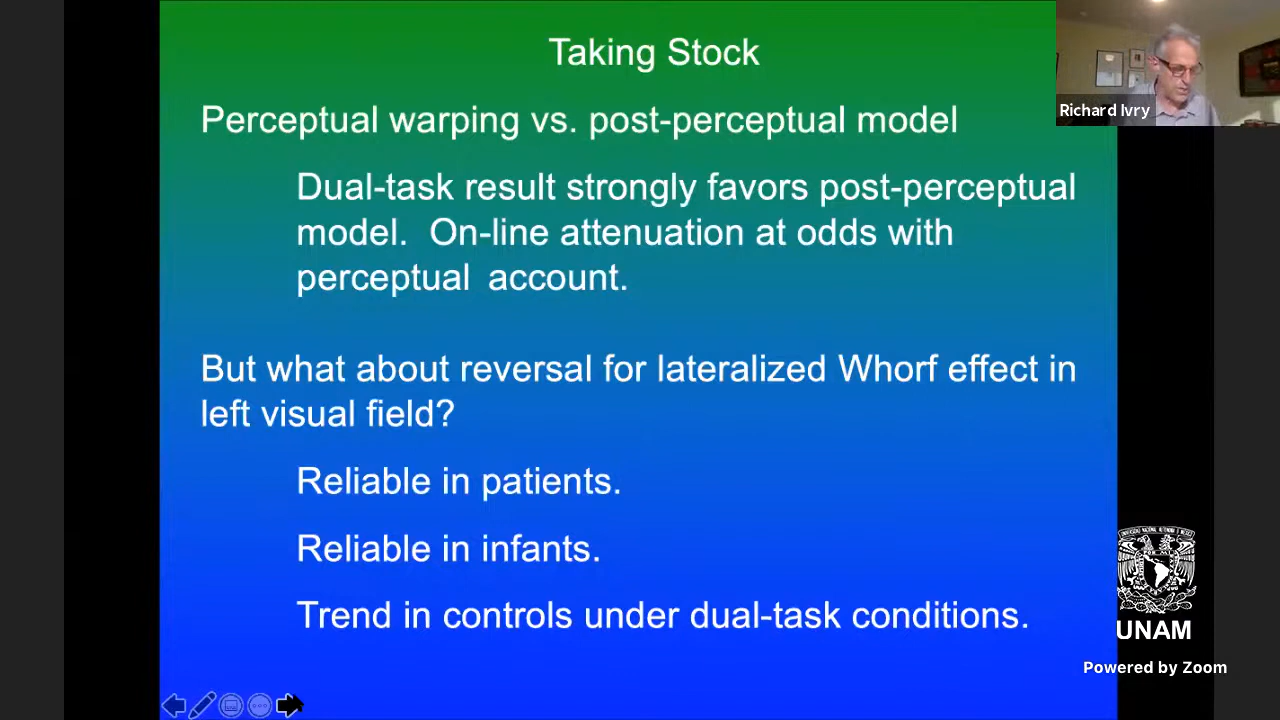 Taking Stock
Richard Ivry
Perceptual warping vs. post-perceptual model
Dual-task result strongly favors post-perceptual
model. On-line attenuation at odds with
perceptual account.
But what about reversal for lateralized Whorf effect in
left visual field?
Reliable in patients.
Reliable in infants.
Trend in controls under dual-task conditions.
UNAM
Powered by Zoom